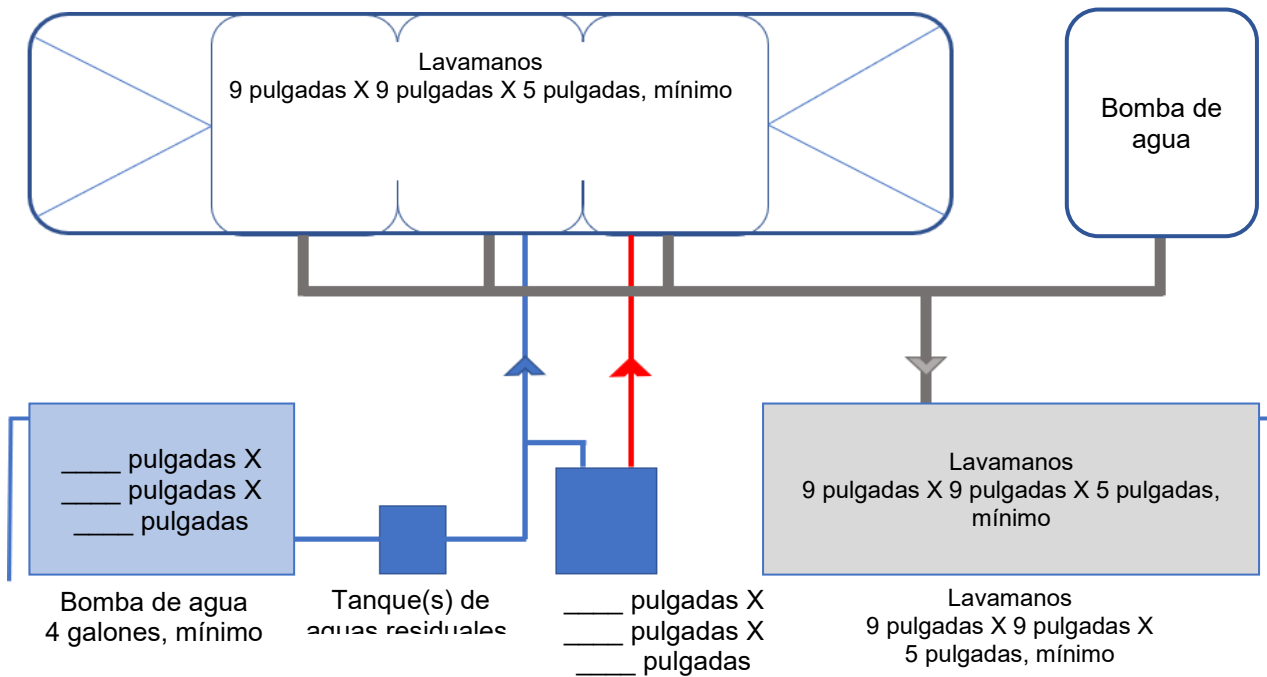 Lavamanos
9 pulgadas X 9 pulgadas X 5 pulgadas, mínimo
Bomba de
agua
____ pulgadas X
____ pulgadas X
____ pulgadas
Lavamanos
9 pulgadas X 9 pulgadas X 5 pulgadas,
mínimo
Bomba de agua
4 galones, mínimo
Tanque(s) de
aguas residuales
____ pulgadas X
____ pulgadas X
____ pulgadas
Lavamanos
9 pulgadas X 9 pulgadas X
5 pulgadas, mínimo